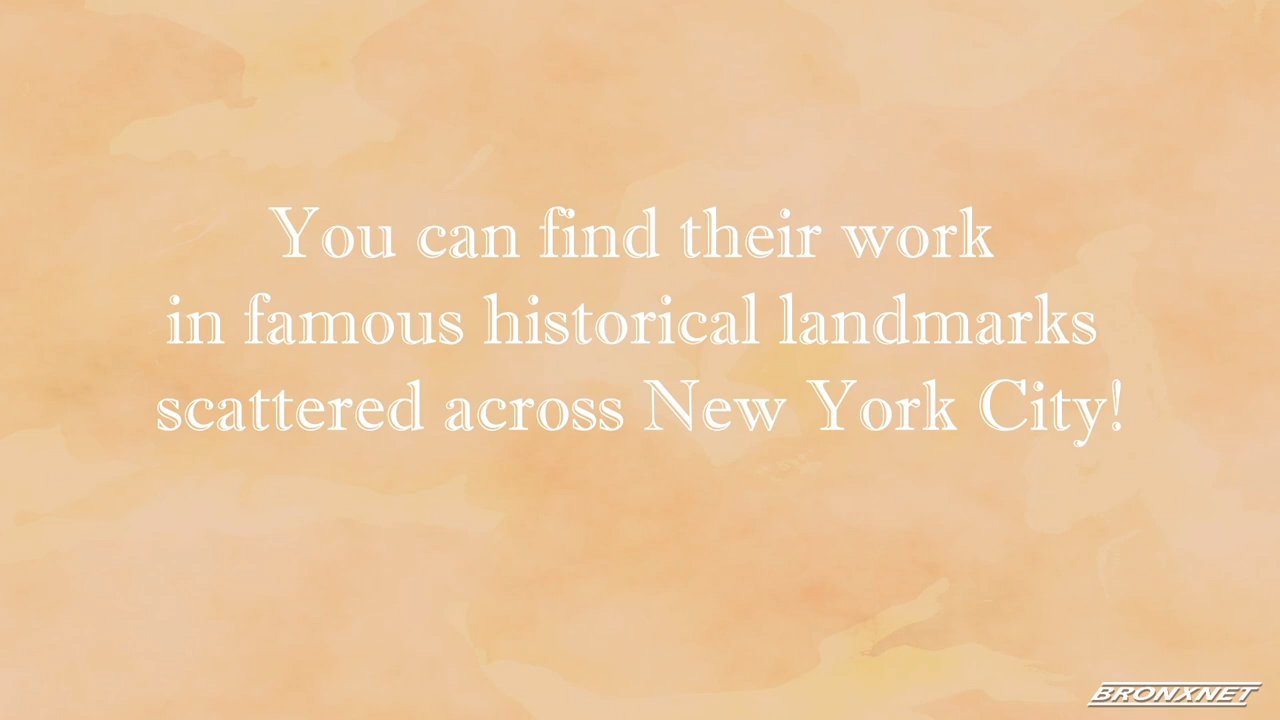 You can find their work
in famous historical landmarks
scattered across New York City!
BRONXNET